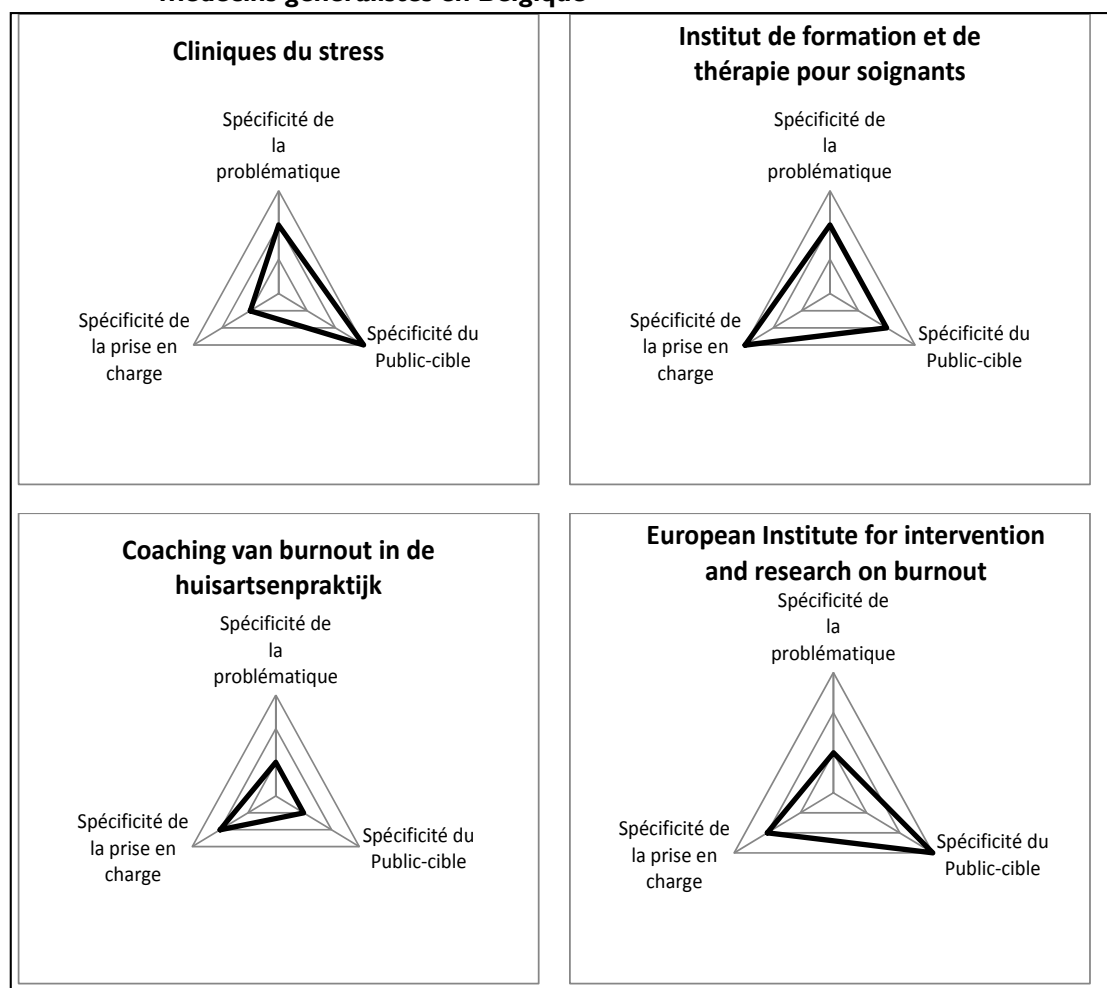 Cliniques du stress
Spécificité de
la
problématique
Spécificité de
la prise en
charge
Spécificité du
Public-cible
Institut de formation et de
thérapie pour soignants
Spécificité de
la
problématique
Spécificité de
la prise en
charge
Spécificité du
Public-cible
Coaching van burnout in de
huisartsenpraktijk
Spécificité de
la
problématique
Spécificité de
la prise en
charge
Spécificité du
Public-cible
European Institute for intervention
and research on burnout
Spécificité de
la
problématique
Spécificité de
la prise en
charge
Spécificité du
Public-cible